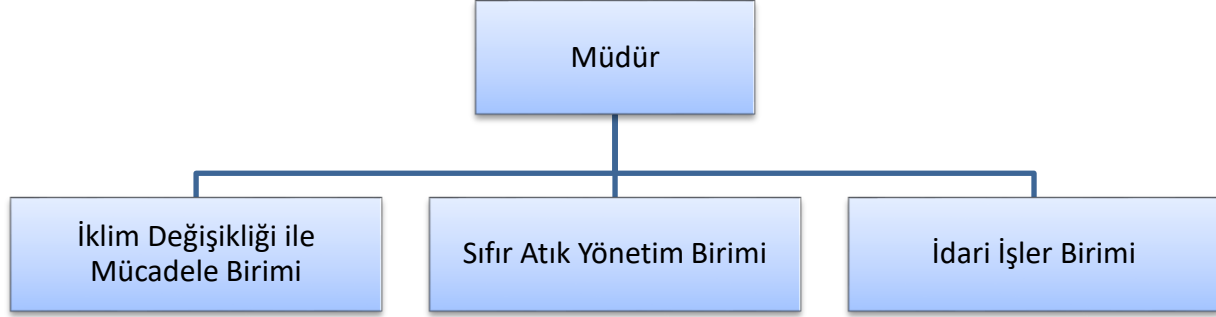 Müdür
İklim Değişikliği ile
Mücadele Birimi
Sıfır Atık Yönetim Birimi
İdari İşler Birimi